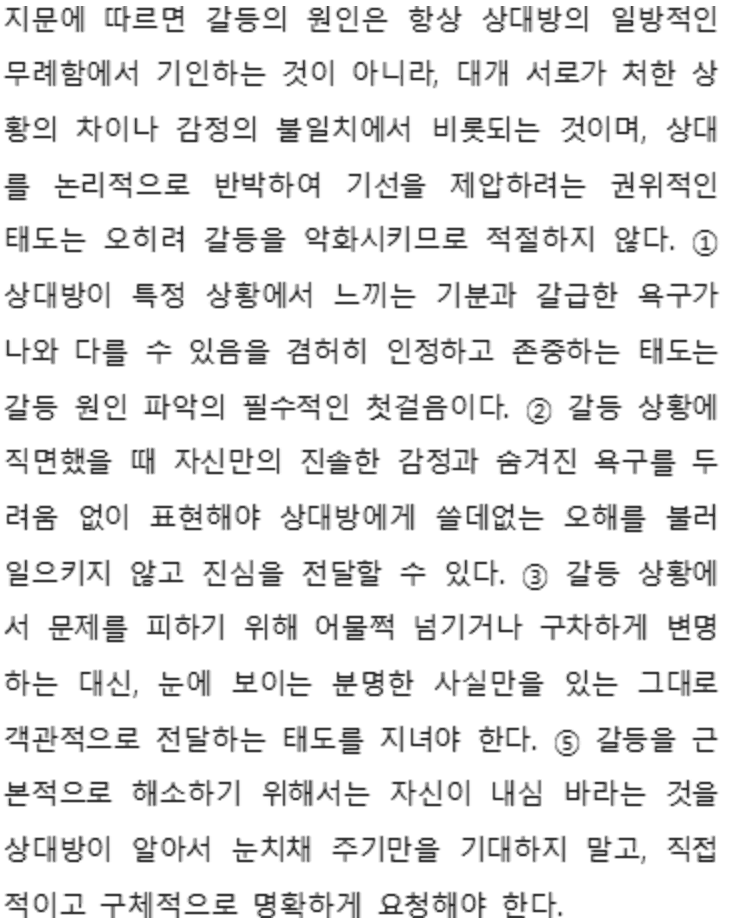 지문에 따르면 갈등의 원인은 항상 상대방의 일방적인
무례함에서 기인하는 것이 아니라, 대개 서로가 처한 상
황의 차이나 감정의 불일치에서 비롯되는 것이며, 상대
를 논리적으로 반박하여 기선을 제압하려는 권위적인
태도는 오히려 갈등을 악화시키므로 적절하지 않다. ①
상대방이 특정 상황에서 느끼는 기분과 갈급한 욕구가
나와 다를 수 있음을 겸허히 인정하고 존중하는 태도는
갈등 원인 파악의 필수적인 첫걸음이다. ② 갈등 상황에
직면했을 때 자신만의 진솔한 감정과 숨겨진 욕구를 두
려움 없이 표현해야 상대방에게 쓸데없는 오해를 불러
일으키지 않고 진심을 전달할 수 있다. ③ 갈등 상황에
서 문제를 피하기 위해 어물쩍 넘기거나 구차하게 변명
하는 대신, 눈에 보이는 분명한 사실만을 있는 그대로
객관적으로 전달하는 태도를 지녀야 한다. ⑤ 갈등을 근
본적으로 해소하기 위해서는 자신이 내심 바라는 것을
상대방이 알아서 눈치채 주기만을 기대하지 말고, 직접
적이고 구체적으로 명확하게 요청해야 한다.